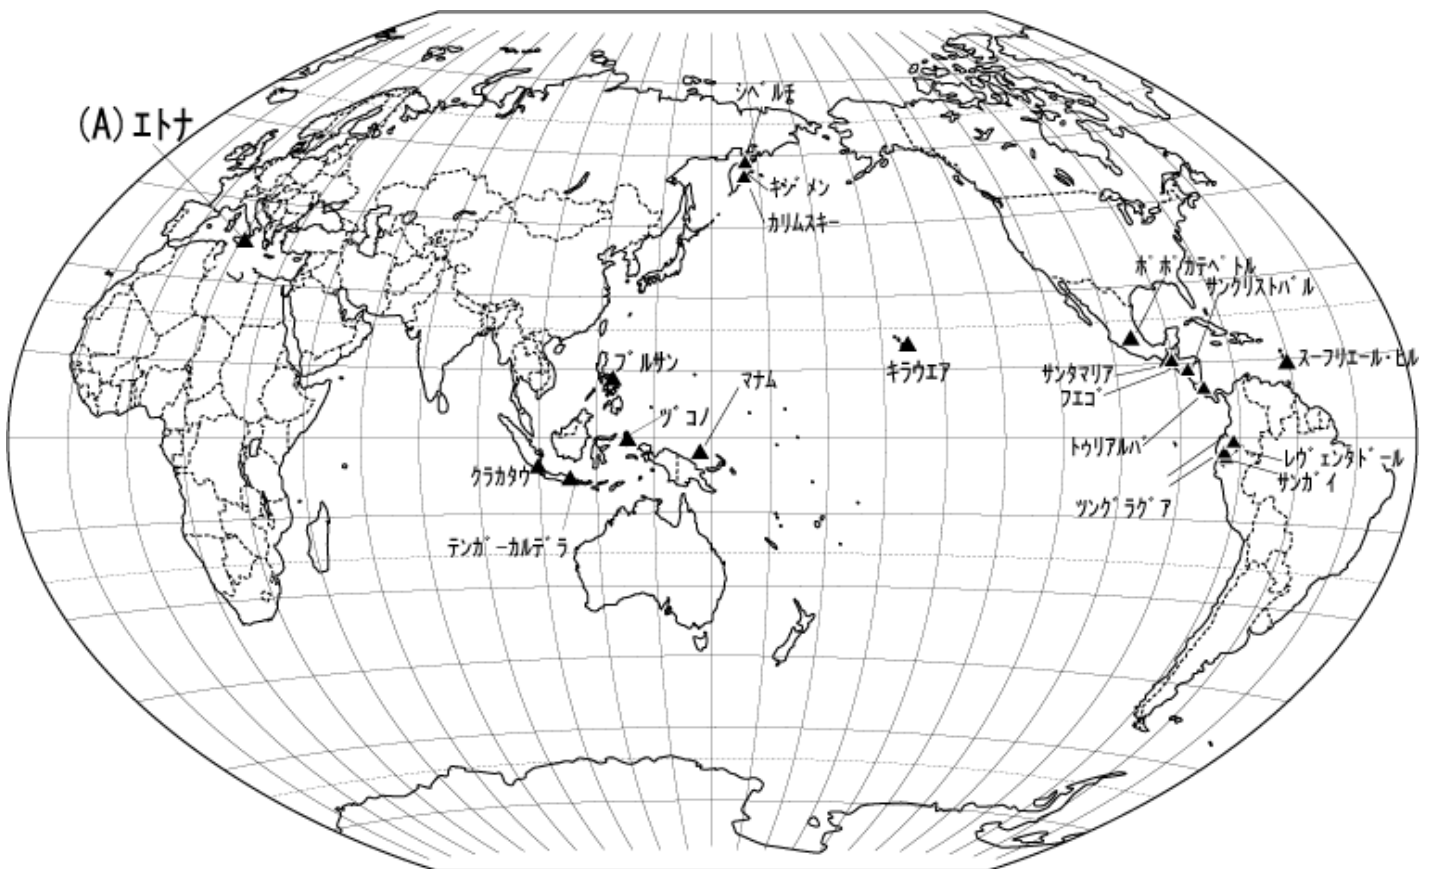 シベルチ
(A)エトナ
キジメン
カリムスキー
ポポカテペトル
サンクリストバル
ブルサン
マナム
キラウエア
サンタマリア
スーフリエール・ヒル
フエゴ
ヅコノ
トゥリアルバ
クラカタウ
レヴェンタドール
サンガイ
ツングラグア
テンガーカルデラ